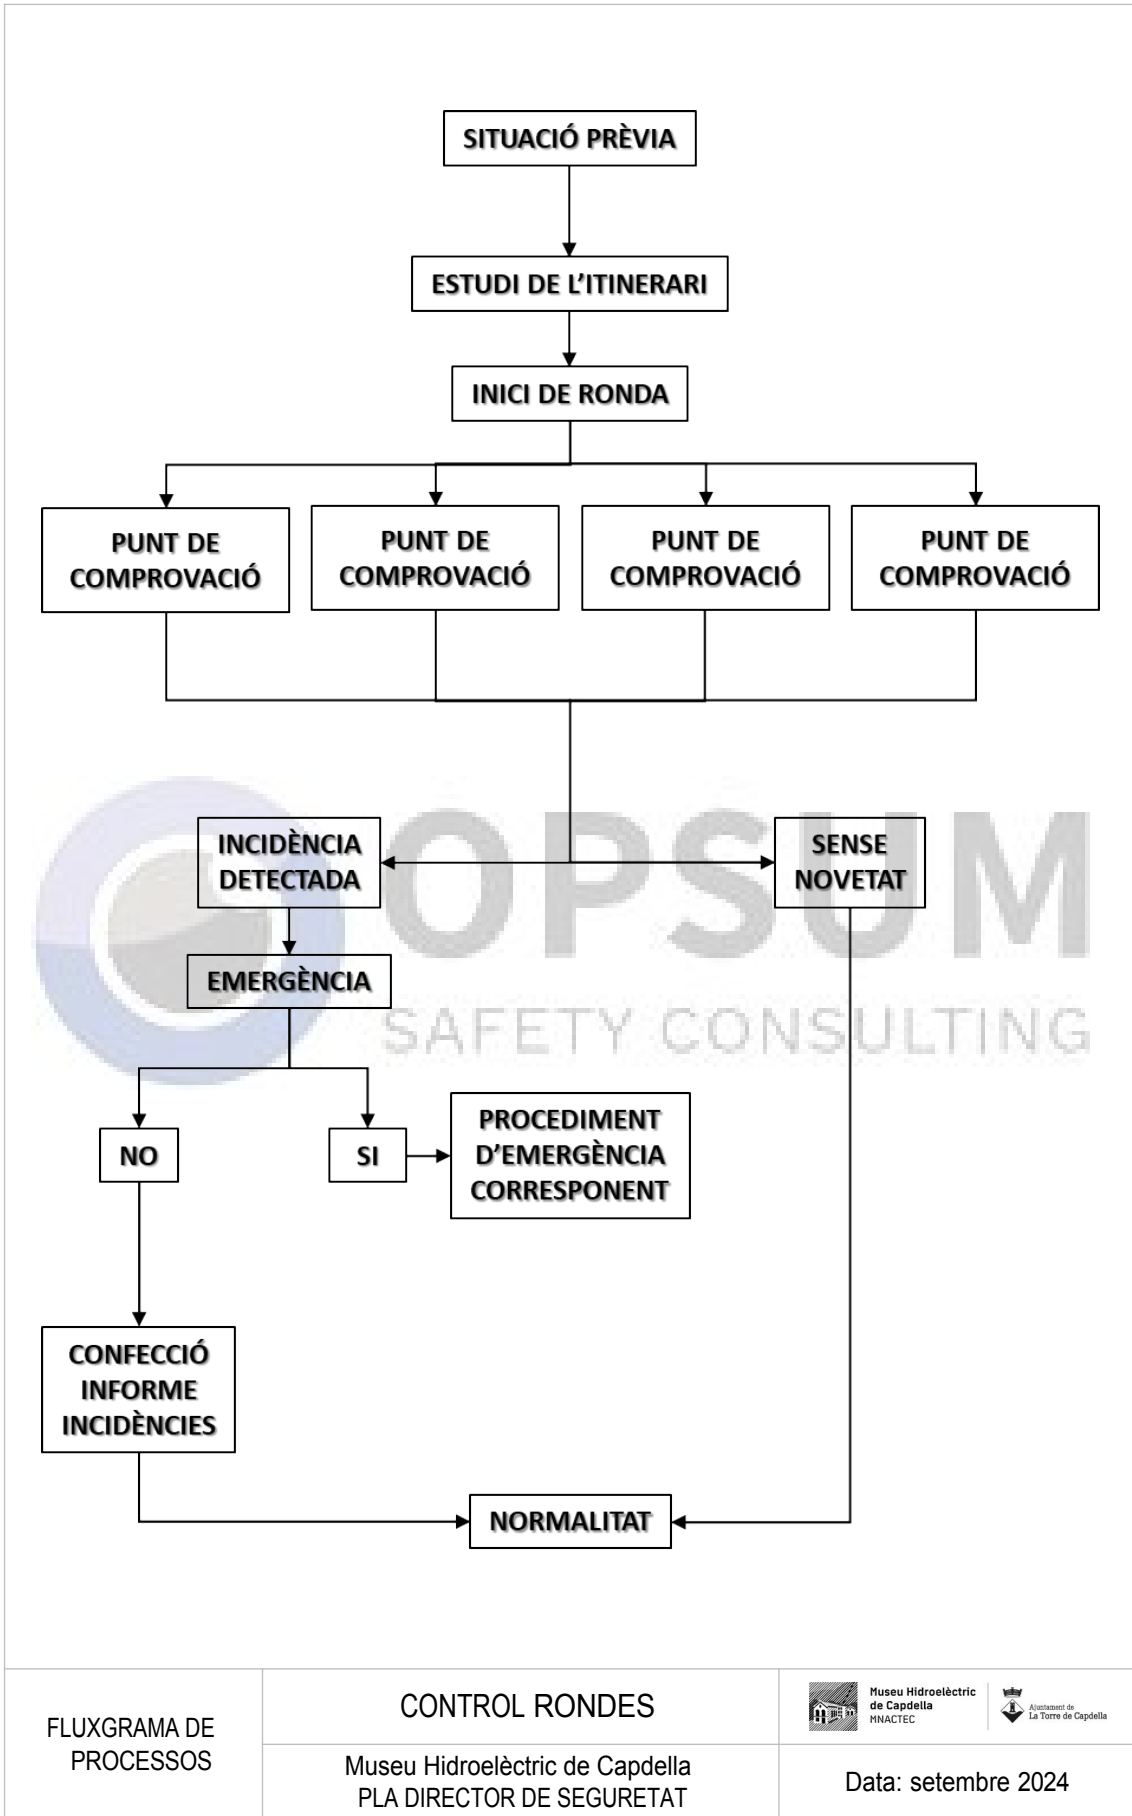 SITUACIÓ PRÈVIA
ESTUDI DE L'ITINERARI
INICI DE RONDA
PUNT DE
COMPROVACIÓ
PUNT DE
COMPROVACIÓ
PUNT DE
COMPROVACIÓ
PUNT DE
COMPROVACIÓ
OPSUM
SAFETY CONSULTING
INCIDÈNCIA
DETECTADA
SENSE
NOVETAT
EMERGÈNCIA
NO
SI
PROCEDIMENT
D'EMERGÈNCIA
CORRESPONENT
CONFECCIÓ
INFORME
INCIDÈNCIES
NORMALITAT
FLUXGRAMA DE
PROCESSOS
CONTROL RONDES
Museu Hidroelèctric de Capdella
PLA DIRECTOR DE SEGURETAT
Museu Hidroelèctric
de Capdella
MNACTEC
Ajuntament de
La Torre de Capdella
Data: setembre 2024